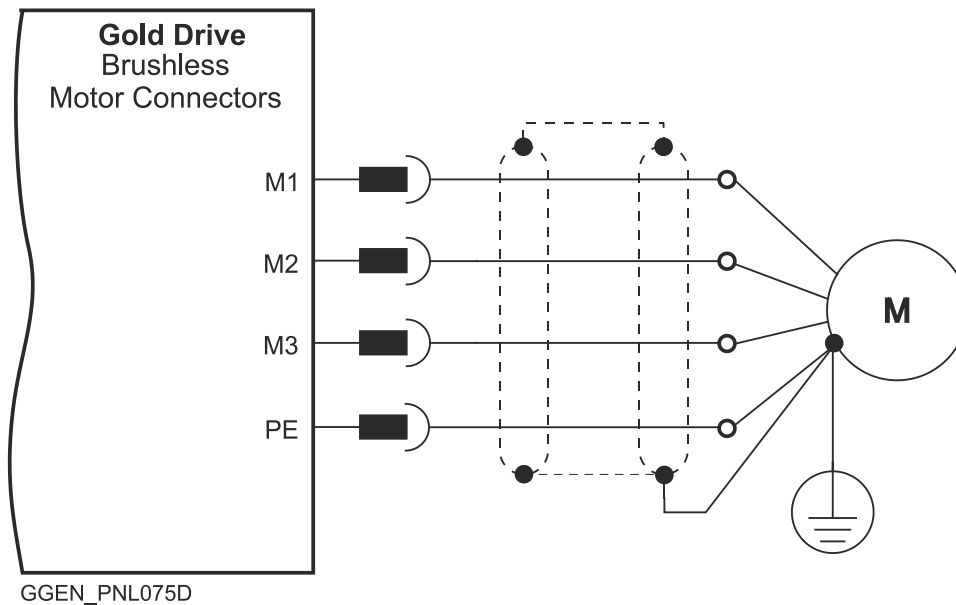 Gold Drive
Brushless
Motor Connectors
M1
M2
M3
PE
M
GGEN_PNL075D